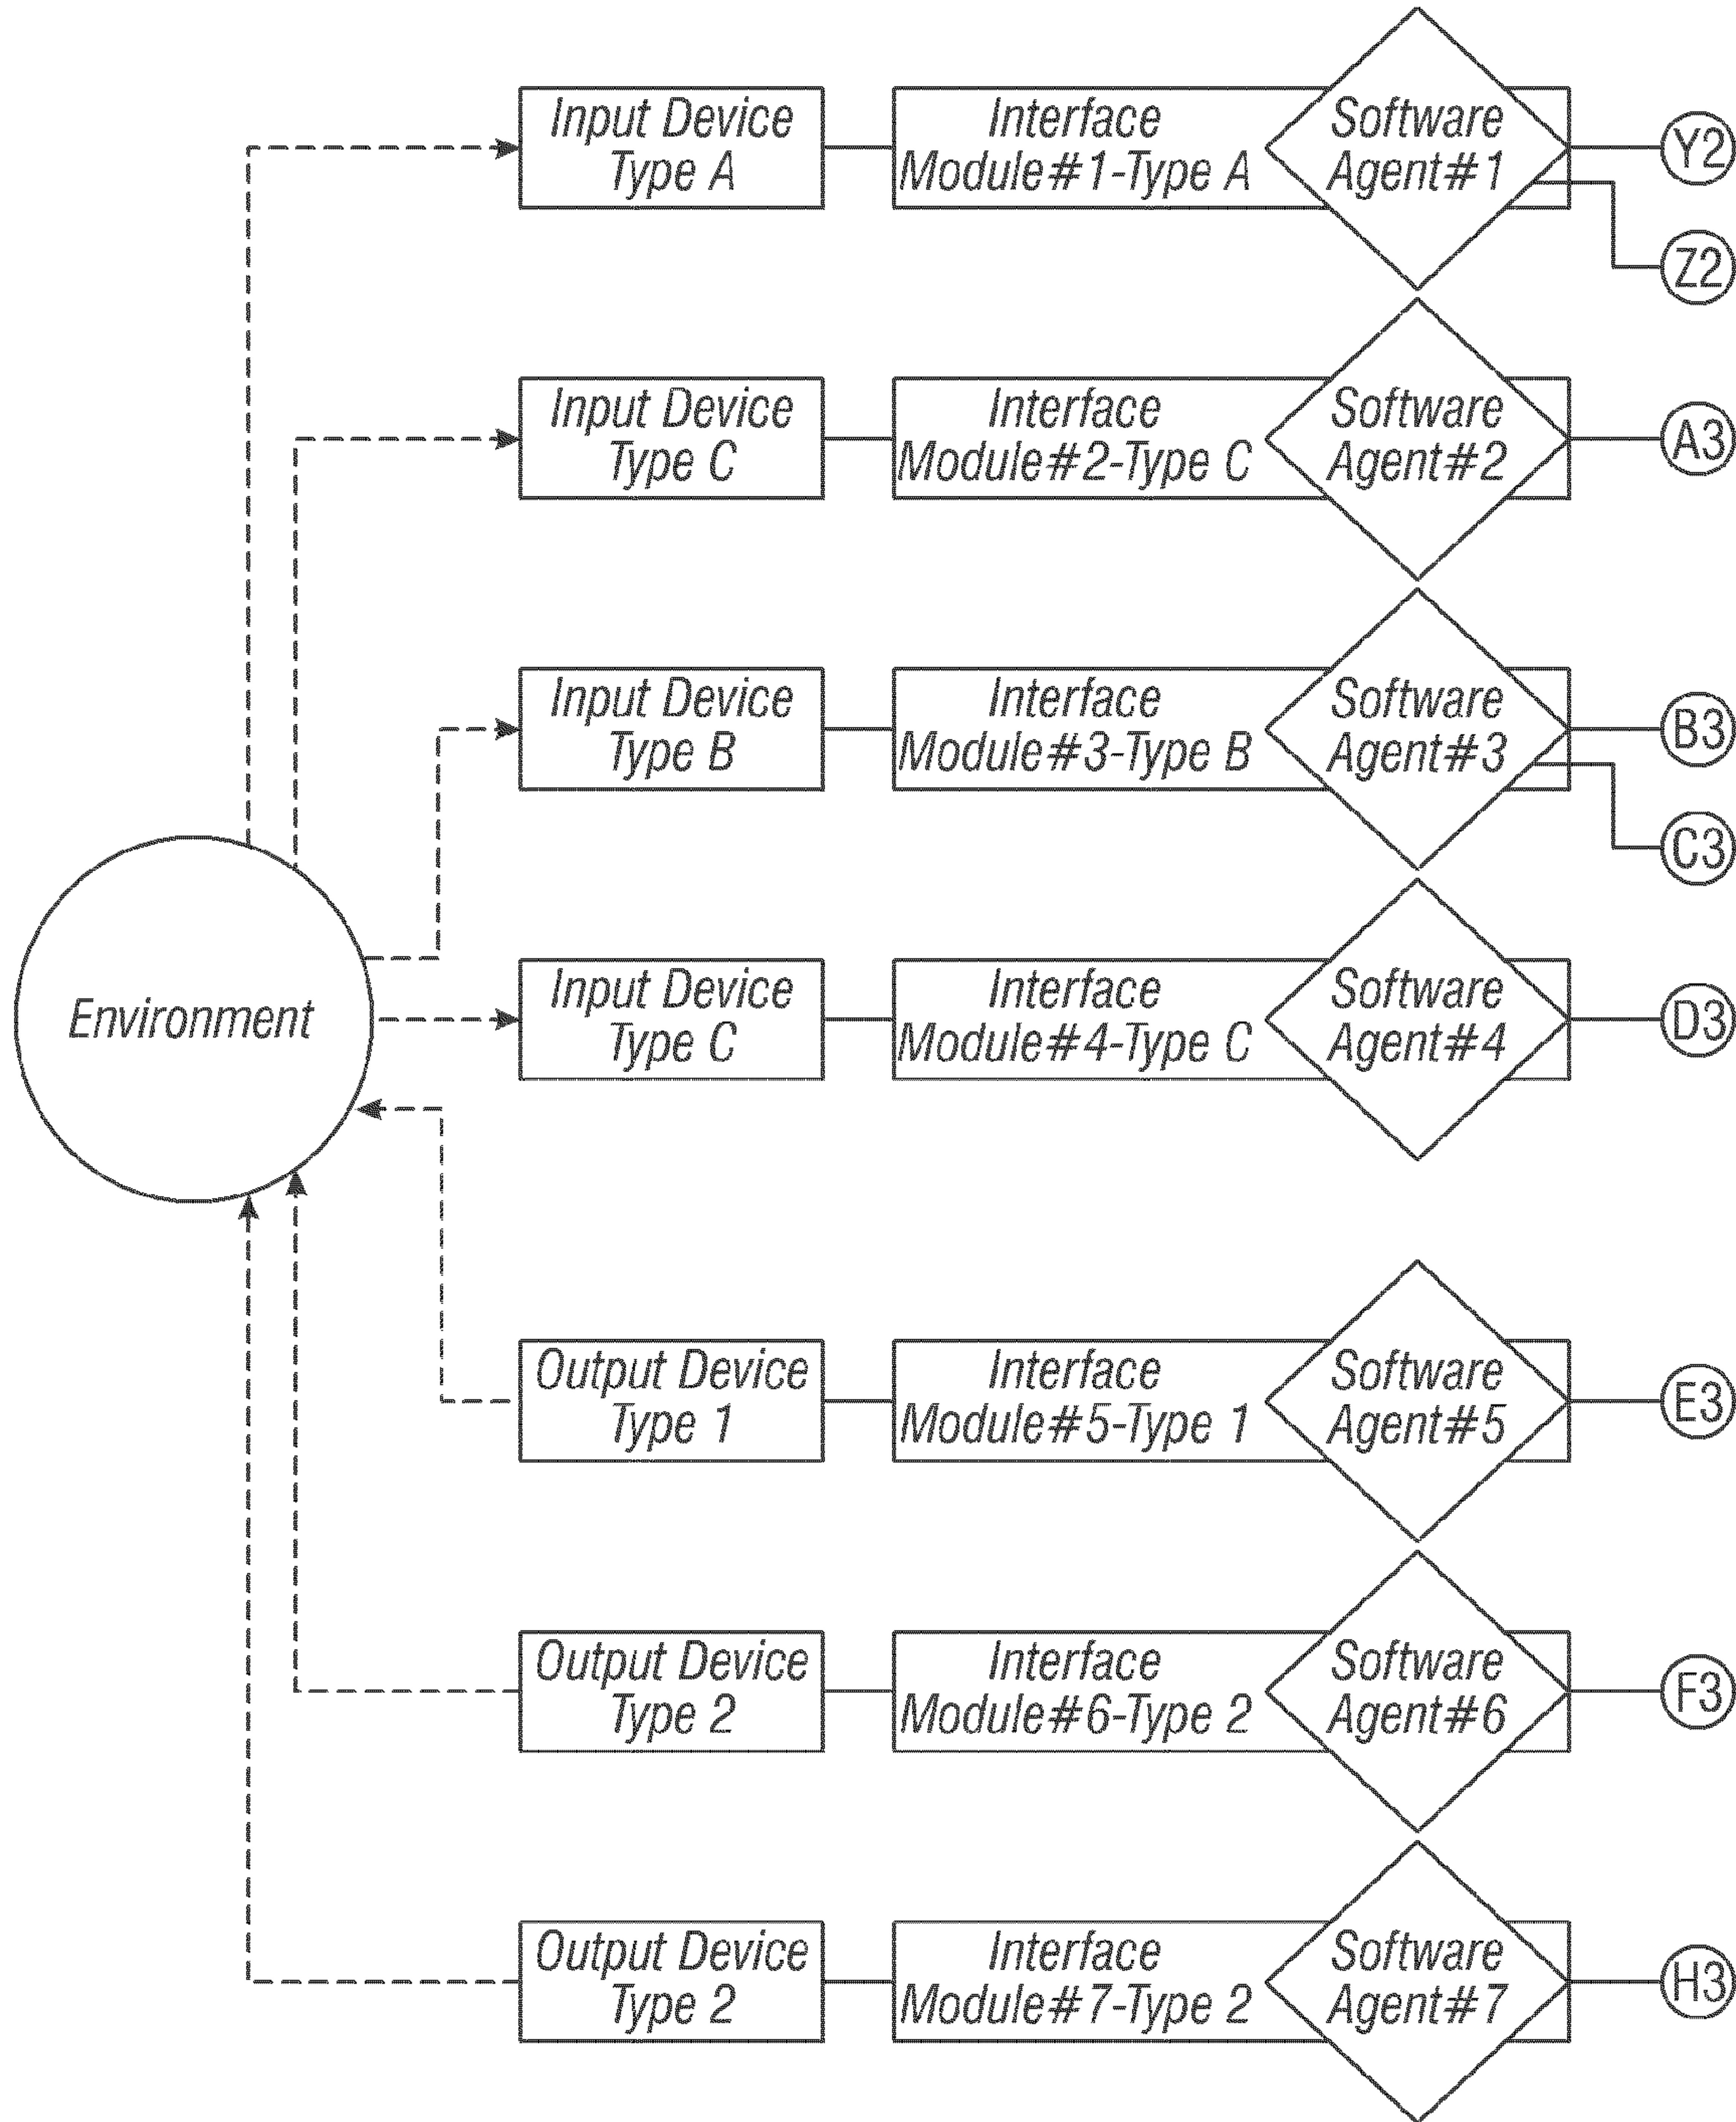 Input Device
Type A
Interface
Module#1-Type A
Software
Agent#1
Y2
Z2
Input Device
Type C
Interface
Module#2-Type C
Software
Agent#2
A3
Input Device
Type B
Interface
Module#3-Type B
Software
Agent#3
B3
C3
Environment
Input Device
Type C
Interface
Module#4-Type C
Software
Agent#4
D3
Output Device
Type 1
Interface
Module#5-Type 1
Software
Agent#5
E3
Output Device
Type 2
Interface
Module#6-Type 2
Software
Agent#6
F3
Output Device
Type 2
Interface
Module#7-Type 2
Software
Agent#7
H3